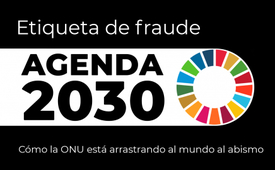 Etiqueta de fraude
AGENDA
2030
Cómo la ONU está arrastrando al mundo al abismo